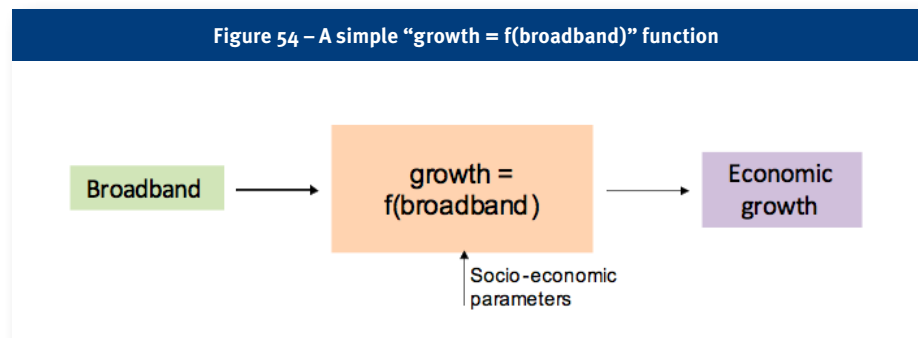 Figure 54 – A simple “growth = f(broadband)” function
Broadband
growth =
f(broadband)
Economic
growth
Socio-economic
parameters